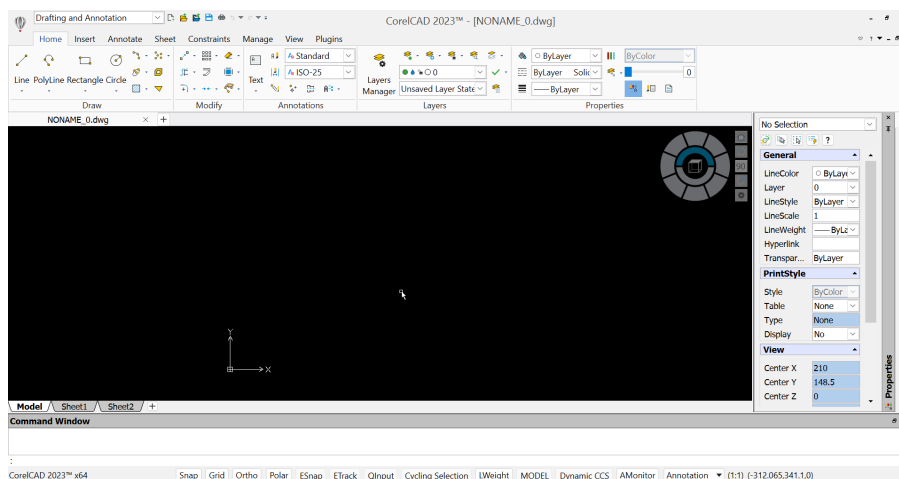 Drafting and Annotation
CorelCAD 2023™ - [NONAME_0.dwg]
Home Insert Annotate Sheet Constraints Manage View Plugins
Line PolyLine Rectangle Circle
Text
Standard
ISO-25
Layers Manager
0
Unsaved Layer State
ByLayer
ByLayer Solic
ByLayer
ByColor
0
Draw Modify Annotations Layers Properties
NONAME_0.dwg
90
Y
X
No Selection
General
LineColor ByLaye
Layer 0
LineStyle ByLayer
LineScale 1
LineWeight ByLa
Hyperlink
Transpar... ByLayer
PrintStyle
Style ByColor
Table None
Type None
Display No
View
Center X 210
Center Y 148.5
Center Z 0
Properties
Model Sheet1 Sheet2 +
Command Window
:
CorelCAD 2023™ x64 Snap Grid Ortho Polar ESnap ETrack QInput Cycling Selection LWeight MODEL Dynamic CCS AMonitor Annotation (1:1) (-312.065,341.1,0)